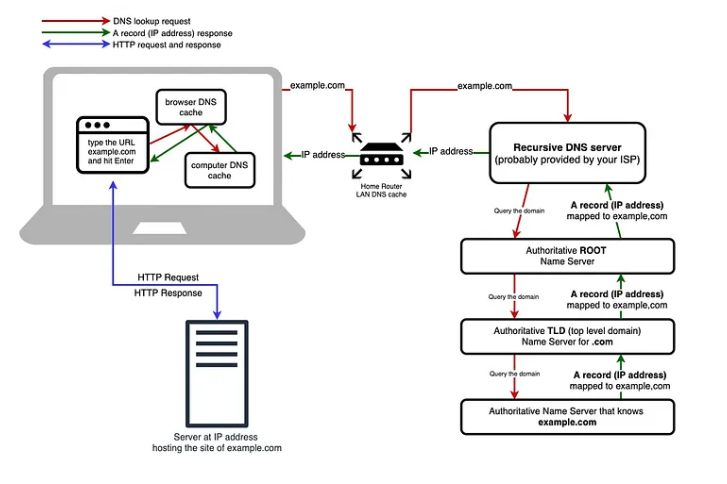 DNS lookup request
A record (IP address) response
HTTP request and response
browser DNS
cache
type the URL
example.com
and hit Enter
computer DNS
cache
example.com
IP address
Home Router
LAN DNS cache
example.com
IP address
Recursive DNS server
(probably provided by your ISP)
Query the domain
A record (IP address)
mapped to example,com
Authoritative ROOT
Name Server
Query the domain
A record (IP address)
mapped to example,com
Authoritative TLD (top level domain)
Name Server for .com
Query the domain
A record (IP address)
mapped to example,com
Authoritative Name Server that knows
example.com
HTTP Request
HTTP Response
Server at IP address
hosting the site of example.com